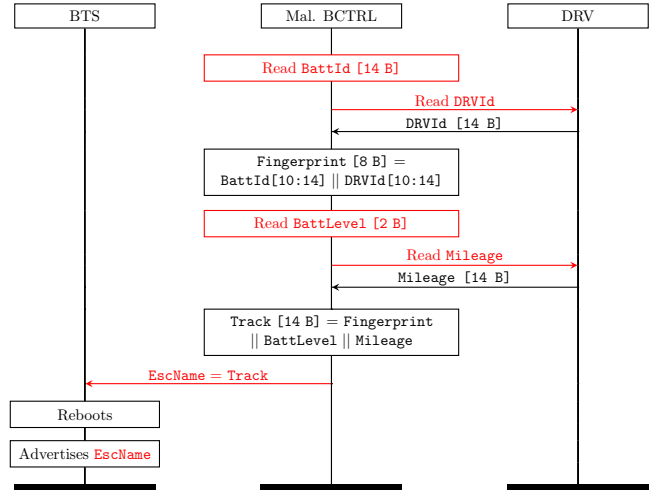 BTS
Mal. BCTRL
DRV
Read BattId [14 B]
Read DRVId
DRVId [14 B]
Fingerprint [8 B] =
BattId[10:14] || DRVId[10:14]
Read BattLevel [2 B]
Read Mileage
Mileage [14 B]
Track [14 B] = Fingerprint
|| BattLevel || Mileage
EscName = Track
Reboots
Advertises EscName